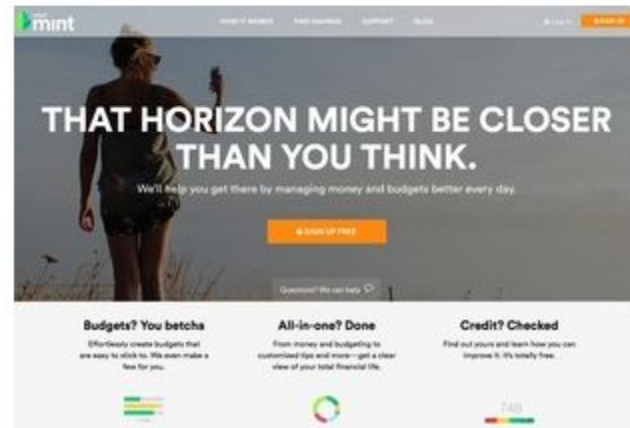 mint
HOW IT WORKS FIND SAVINGS SUPPORT BLOG
Log In SIGN UP
THAT HORIZON MIGHT BE CLOSER
THAN YOU THINK.
We'll help you get there by managing money and budgets better every day.
SIGN UP FREE
Questions? We can help
Budgets? You betcha
Effortlessly create budgets that
are easy to stick to. We even make a
few for you.
All-in-one? Done
From money and budgeting to
customized tips and more—get a clear
view of your total financial life.
Credit? Checked
Find out yours and learn how you can
improve it. It's totally free.
749